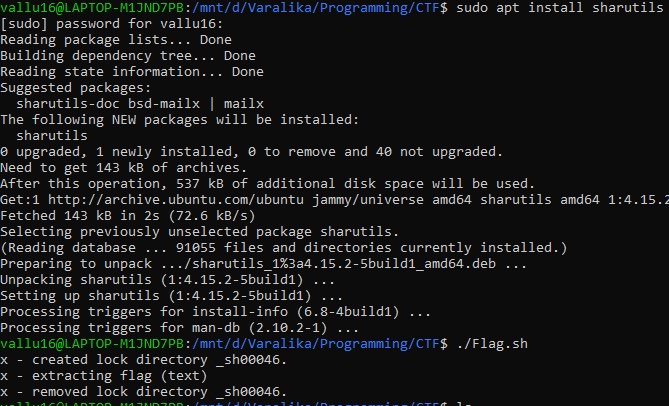 vallu16@LAPTOP-M1JND7PB:/mnt/d/Varalika/Programming/CTF$ sudo apt install sharutils
[sudo] password for vallu16:
Reading package lists... Done
Building dependency tree... Done
Reading state information... Done
Suggested packages:
  sharutils-doc bsd-mailx | mailx
The following NEW packages will be installed:
  sharutils
0 upgraded, 1 newly installed, 0 to remove and 40 not upgraded.
Need to get 143 kB of archives.
After this operation, 537 kB of additional disk space will be used.
Get:1 http://archive.ubuntu.com/ubuntu jammy/universe amd64 sharutils amd64 1:4.15.2
Fetched 143 kB in 2s (72.6 kB/s)
Selecting previously unselected package sharutils.
(Reading database ... 91055 files and directories currently installed.)
Preparing to unpack .../sharutils_1%3a4.15.2-5build1_amd64.deb ...
Unpacking sharutils (1:4.15.2-5build1) ...
Setting up sharutils (1:4.15.2-5build1) ...
Processing triggers for install-info (6.8-4build1) ...
Processing triggers for man-db (2.10.2-1) ...
vallu16@LAPTOP-M1JND7PB:/mnt/d/Varalika/Programming/CTF$ ./Flag.sh
x - created lock directory _sh00046.
x - extracting flag (text)
x - removed lock directory _sh00046.
vallu16@LAPTOP-M1JND7PB:/mnt/d/Varalika/Programming/CTF$